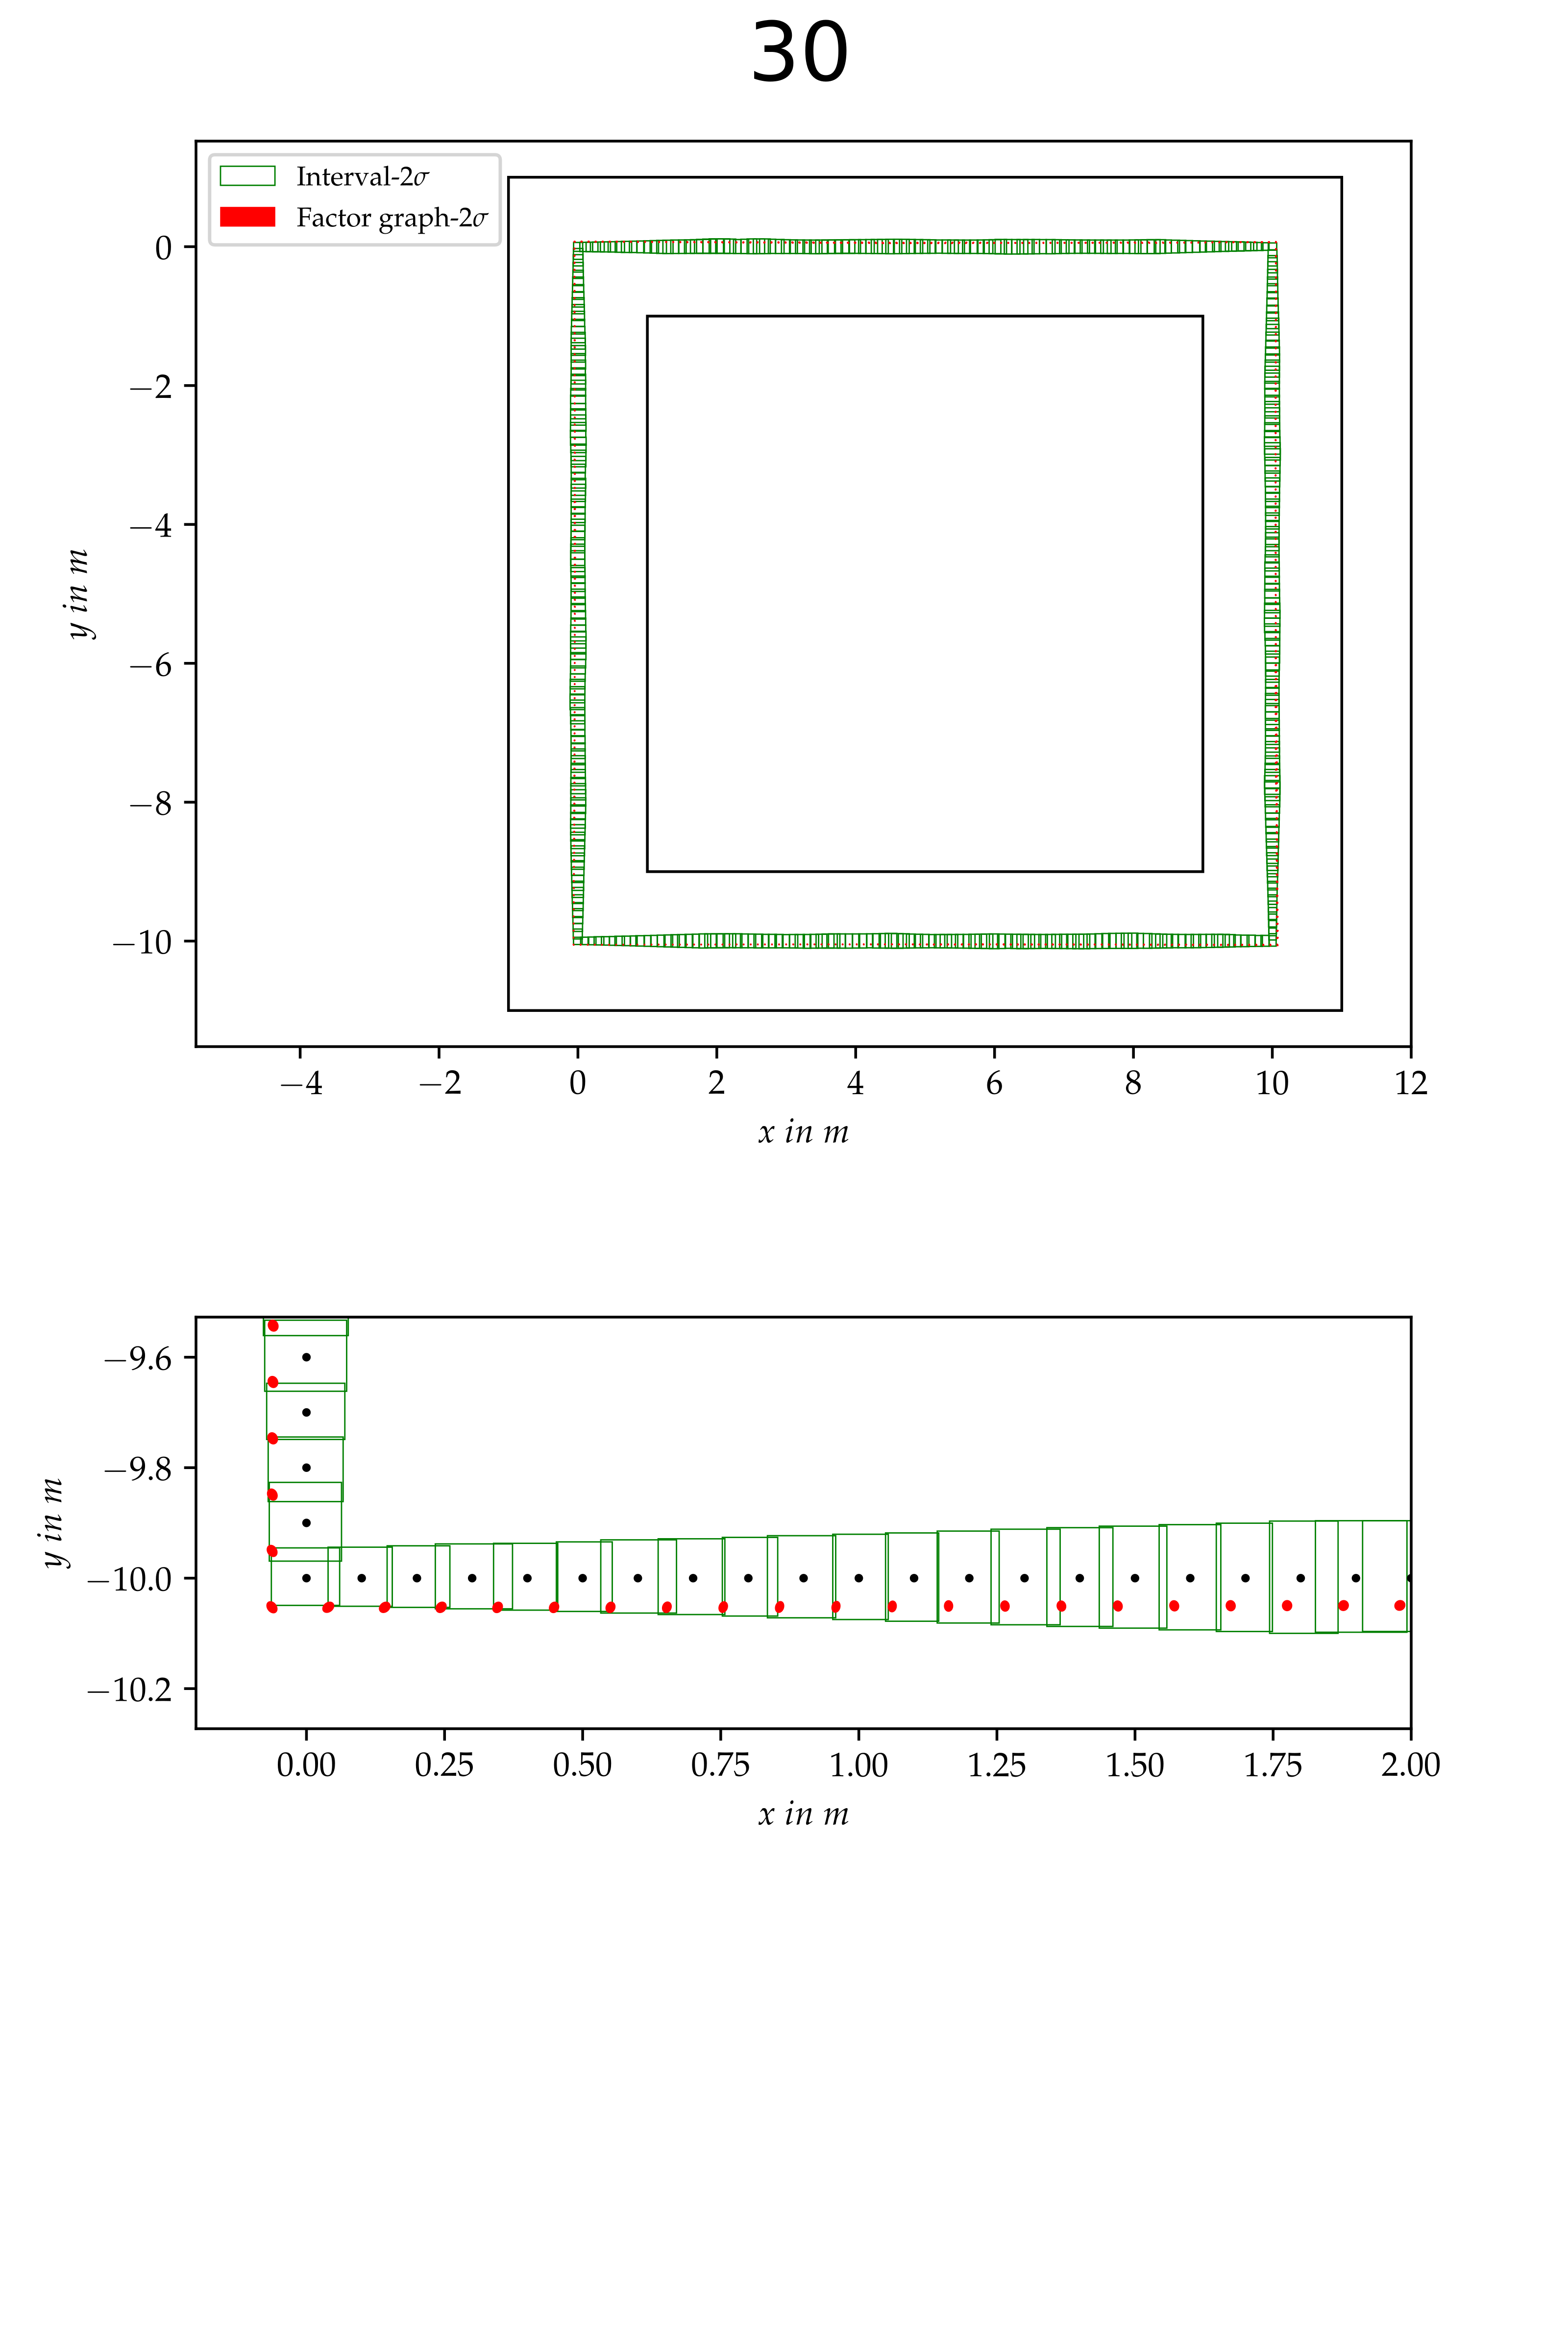 30
Interval-2σ
Factor graph-2σ
0
−2
−4
−6
−8
−10
y in m
−4 −2 0 2 4 6 8 10 12
x in m
−9.6
−9.8
−10.0
−10.2
y in m
0.00 0.25 0.50 0.75 1.00 1.25 1.50 1.75 2.00
x in m